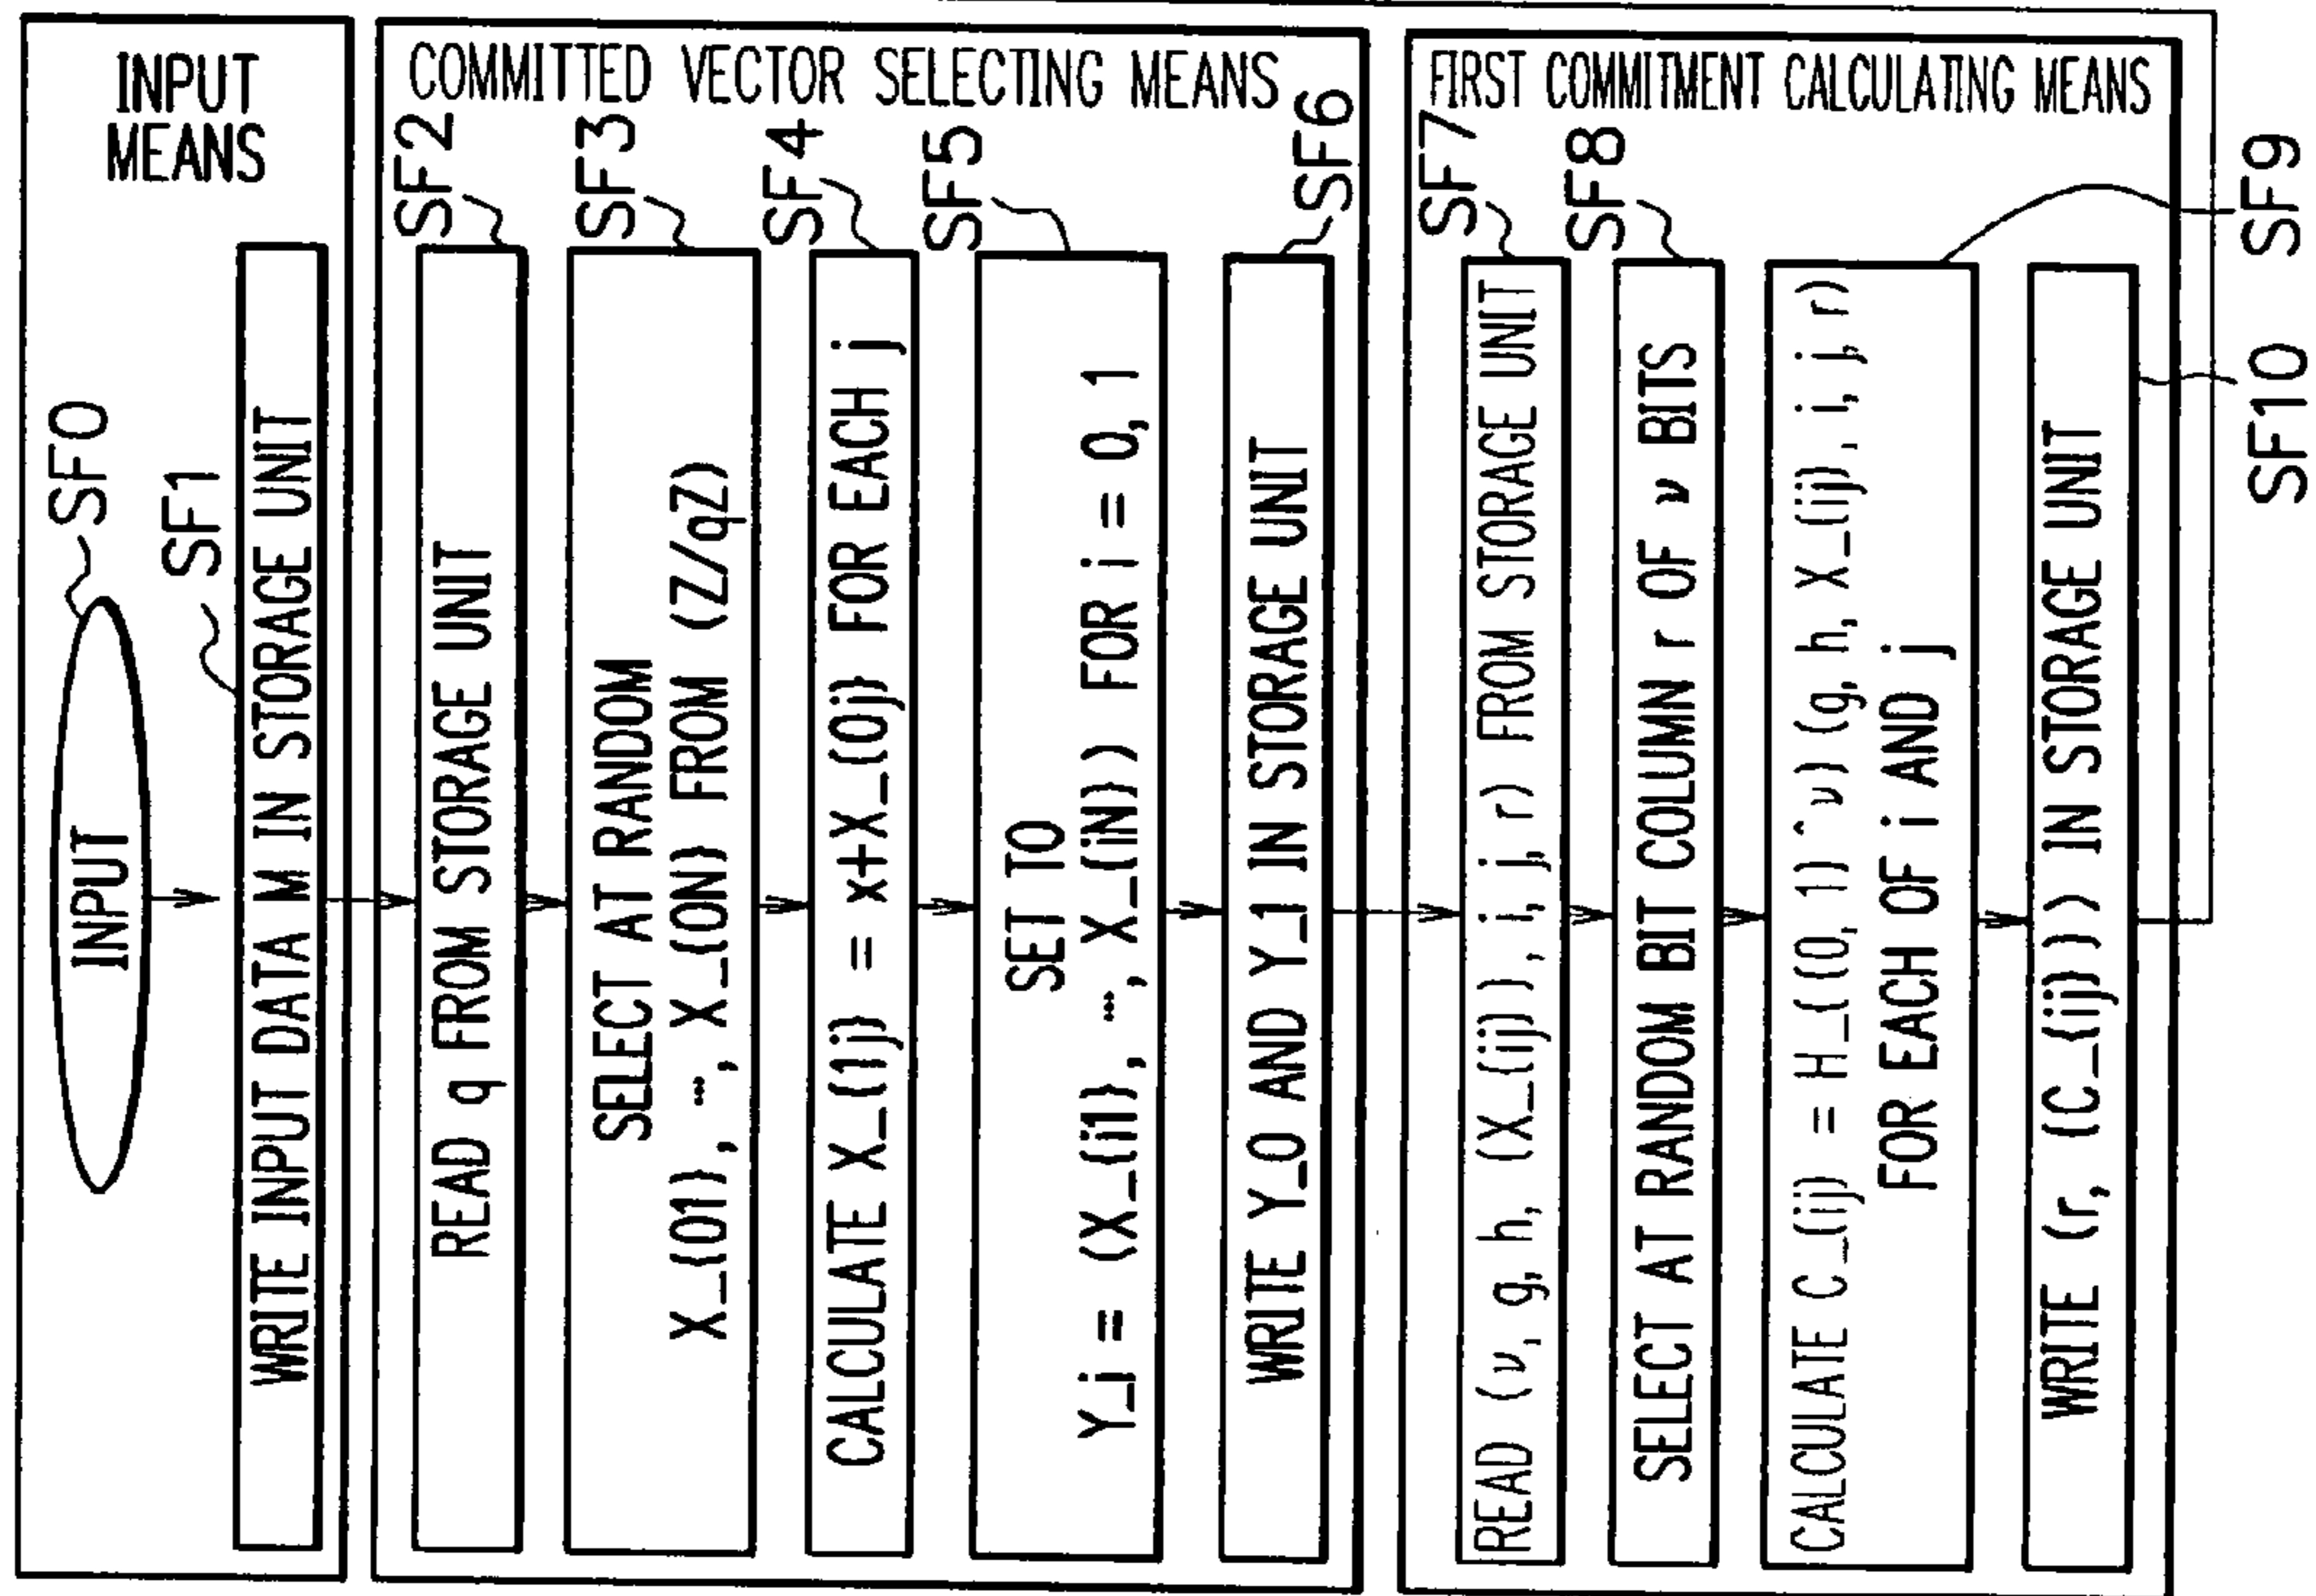 INPUT
MEANS
INPUT
SF0
SF1
WRITE INPUT DATA M IN STORAGE UNIT
COMMITTED VECTOR SELECTING MEANS
SF2
READ q FROM STORAGE UNIT
SF3
SELECT AT RANDOM
X_{01}, …, X_{0N} FROM (Z/qZ)
SF4
CALCULATE X_{1j} = x+X_{0j} FOR EACH j
SF5
SET TO
Y_i = (X_{i1}, …, X_{iN}) FOR i = 0, 1
SF6
WRITE Y_0 AND Y_1 IN STORAGE UNIT
FIRST COMMITMENT CALCULATING MEANS
SF7
READ (ν, g, h, (X_{ij}), i, j, r) FROM STORAGE UNIT
SF8
SELECT AT RANDOM BIT COLUMN r OF ν BITS
SF9
CALCULATE C_{ij} = H_{{0, 1}^ν} (g, h, X_{ij}, i, j, r)
FOR EACH OF i AND j
SF10
WRITE (r, (C_{ij})) IN STORAGE UNIT